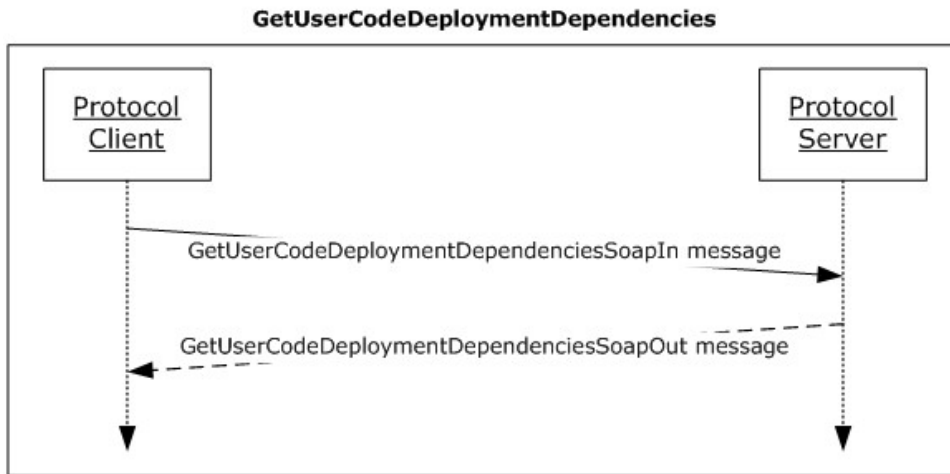 GetUserCodeDeploymentDependencies
Protocol
Client
Protocol
Server
GetUserCodeDeploymentDependenciesSoapIn message
GetUserCodeDeploymentDependenciesSoapOut message